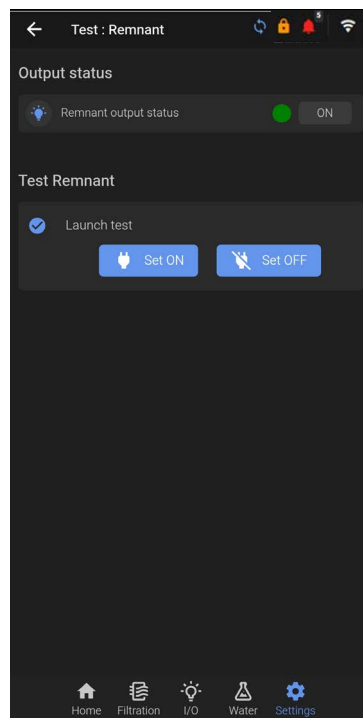 Test : Remnant
5
Output status
Remnant output status
ON
Test Remnant
Launch test
Set ON
Set OFF
Home
Filtration
I/O
Water
Settings